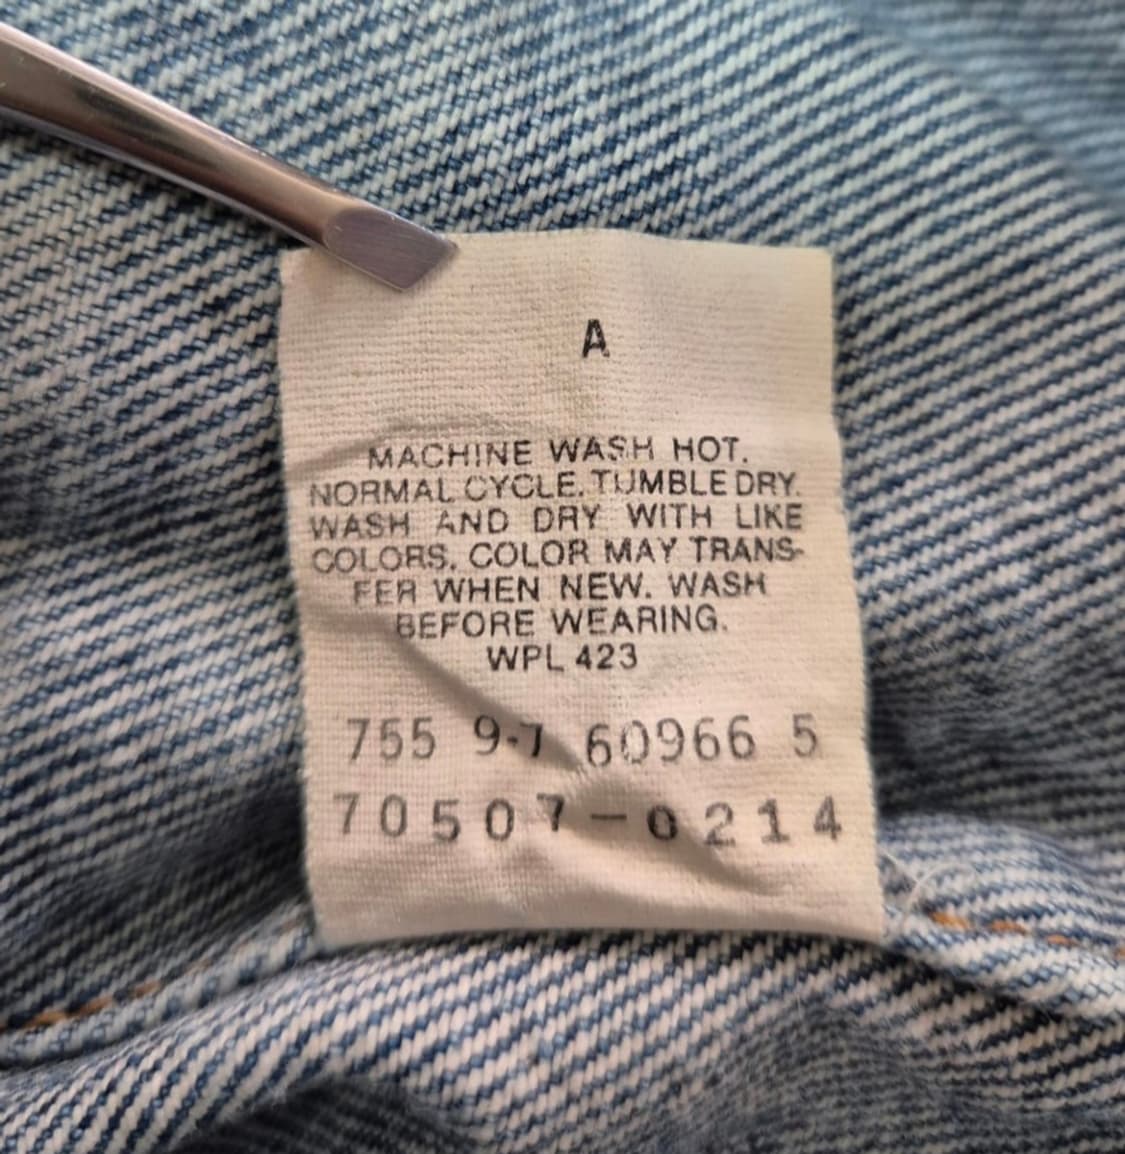 A
MACHINE WASH HOT.
NORMAL CYCLE. TUMBLE DRY.
WASH AND DRY WITH LIKE
COLORS. COLOR MAY TRANS-
FER WHEN NEW. WASH
BEFORE WEARING.
WPL 423
755 9-7 60966 5
70507-0214